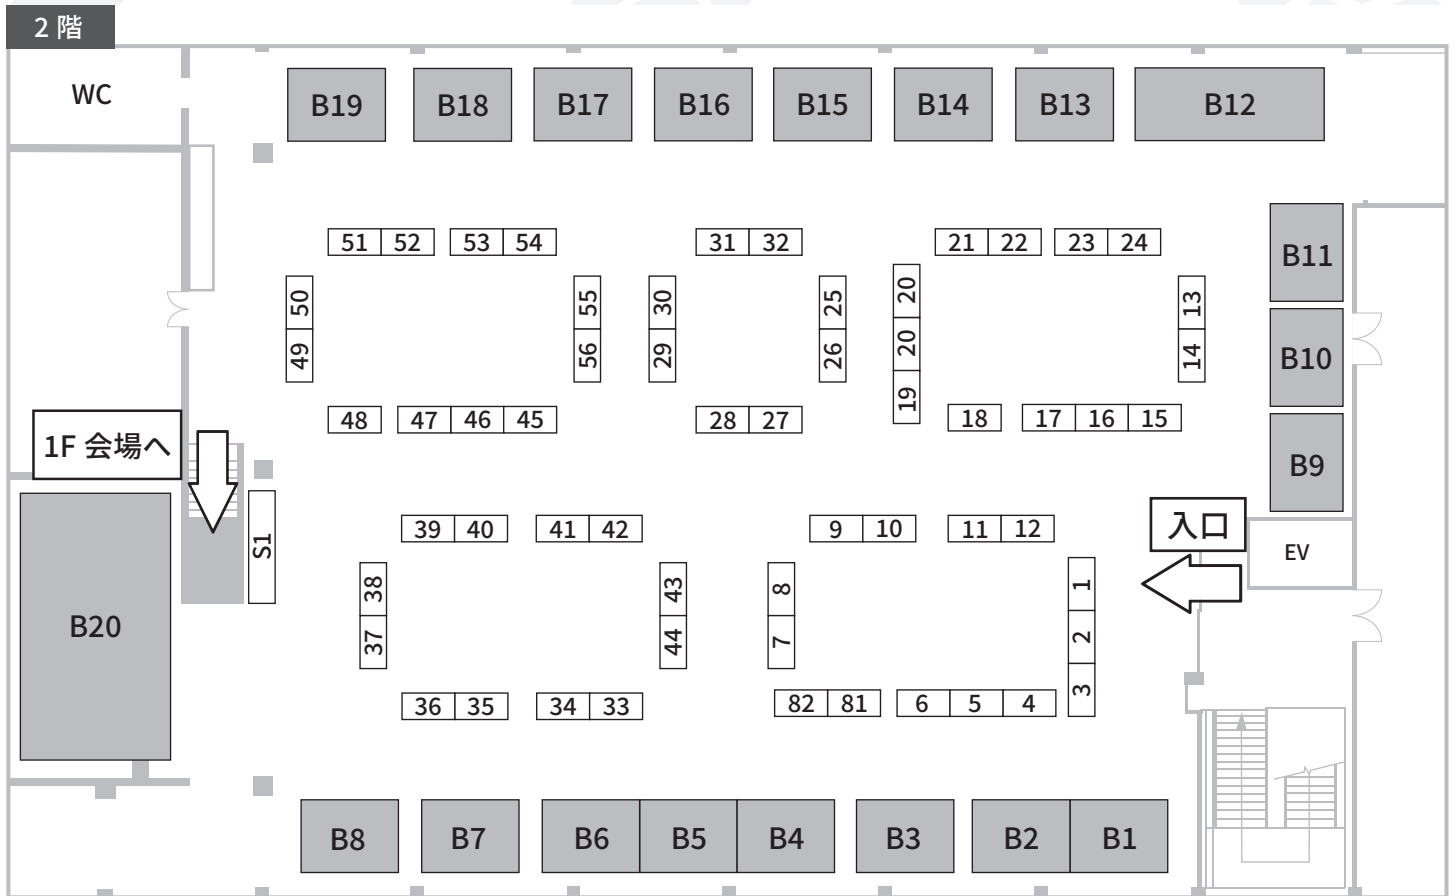 2 階
WC
B19
B18
B17
B16
B15
B14
B13
B12
B11
B10
B9
51 52
53 54
31 32
21 22
23 24
50
49
55
56
30
29
25
26
20
20
19
13
14
48
47 46 45
28 27
18
17 16 15
1F 会場へ
入口
EV
S1
B20
39 40
41 42
9 10
11 12
38
37
43
44
8
7
1
2
3
36 35
34 33
82 81
6 5 4
B8
B7
B6
B5
B4
B3
B2
B1